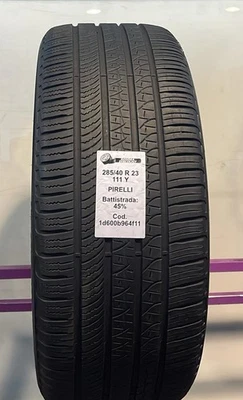 285/40 R 23
111 Y
PIRELLI
Battistrada:
45%
Cod.
1d600b964f11